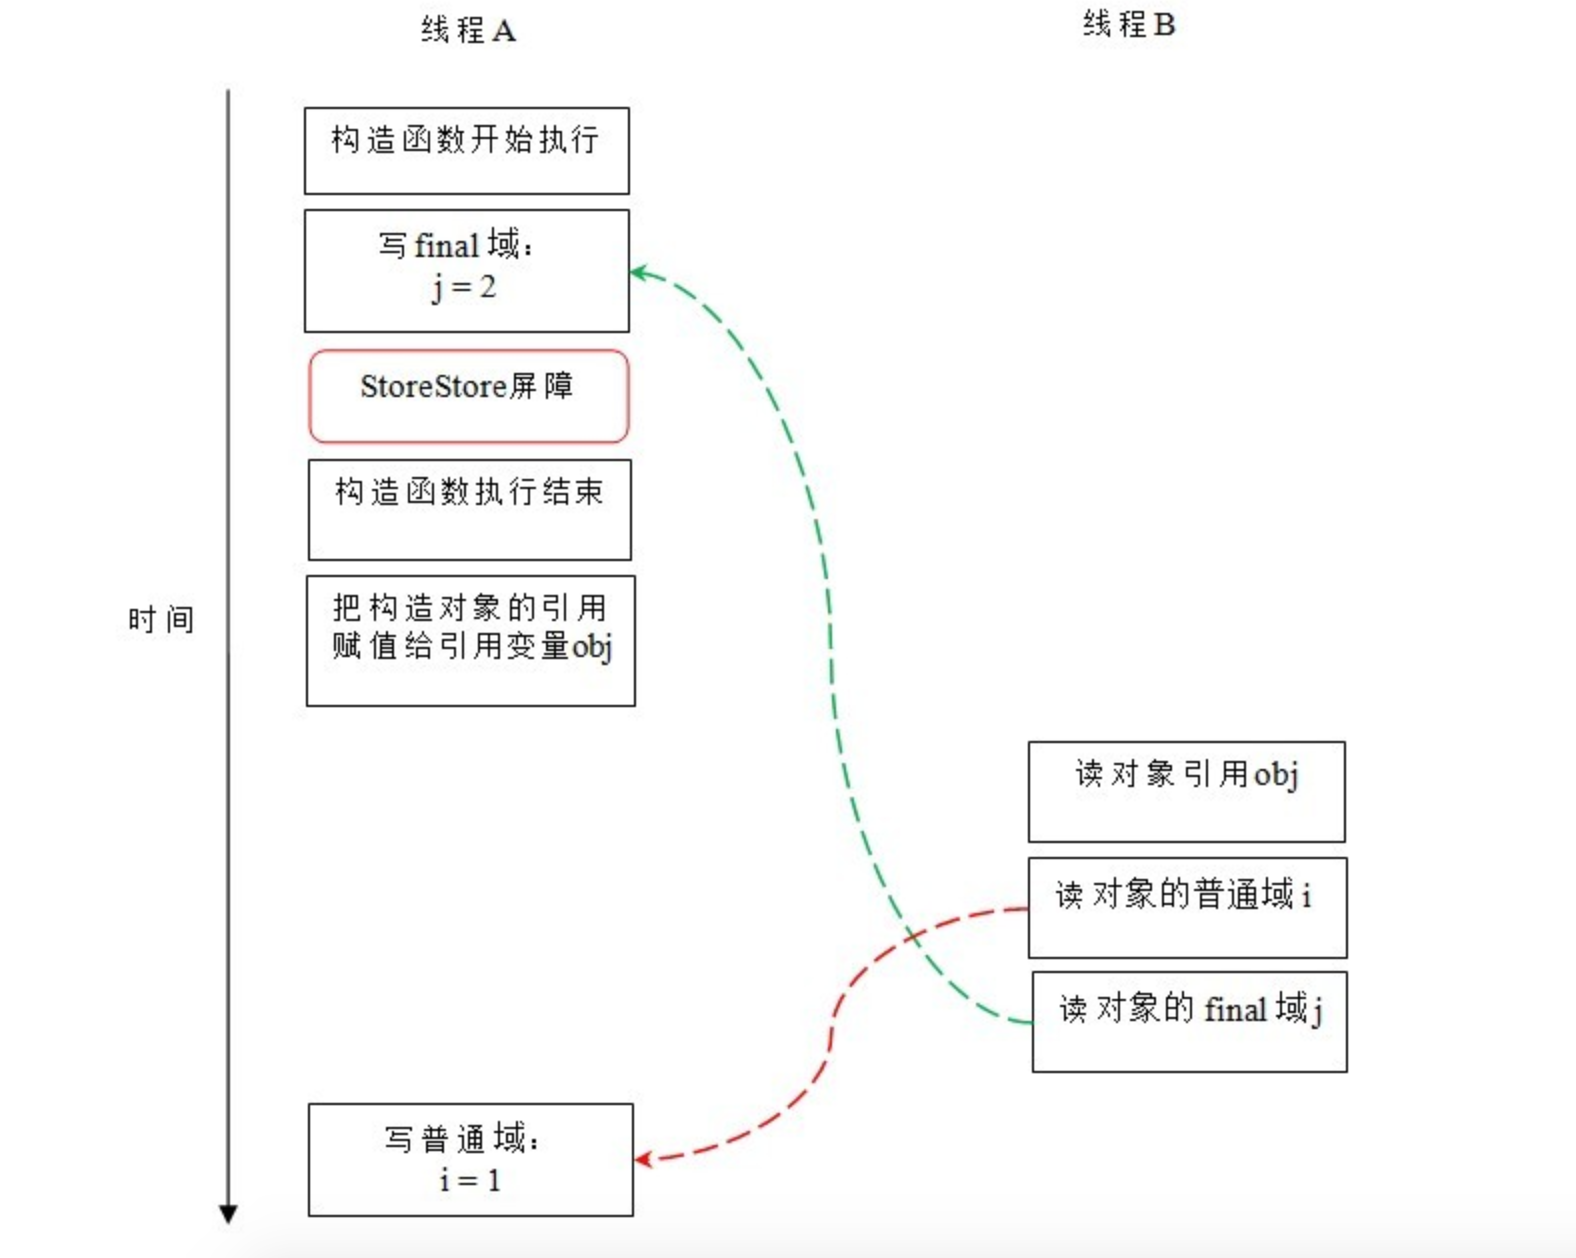 线程A
线程B
构造函数开始执行
写final域：
j = 2
StoreStore屏障
构造函数执行结束
把构造对象的引用
赋值给引用变量obj
时间
读对象引用obj
读对象的普通域i
读对象的 final域j
写普通域：
i = 1